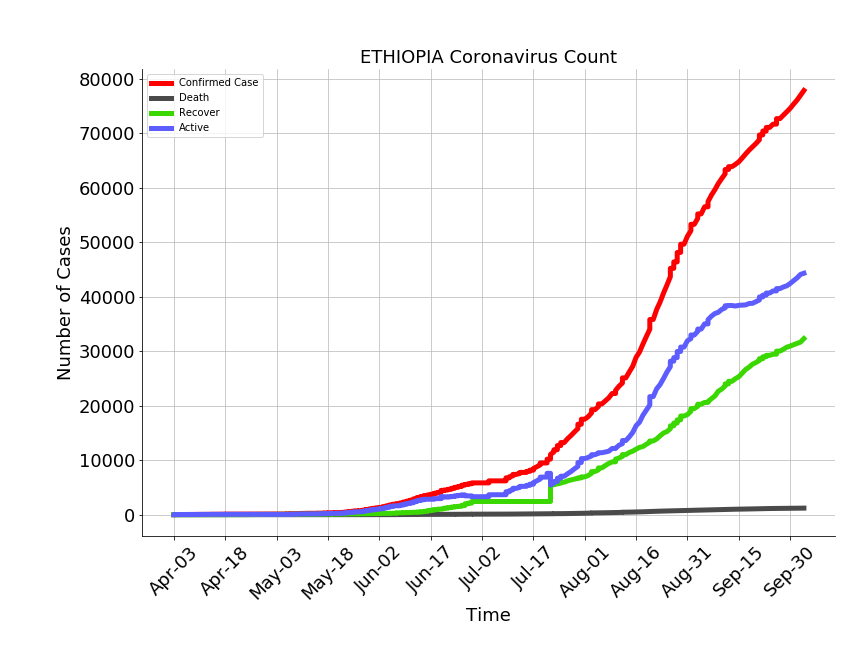 ETHIOPIA Coronavirus Count
Confirmed Case
Death
Recover
Active
80000
70000
60000
50000
40000
30000
20000
10000
0
Number of Cases
Apr-03
Apr-18
May-03
May-18
Jun-02
Jun-17
Jul-02
Jul-17
Aug-01
Aug-16
Aug-31
Sep-15
Sep-30
Time